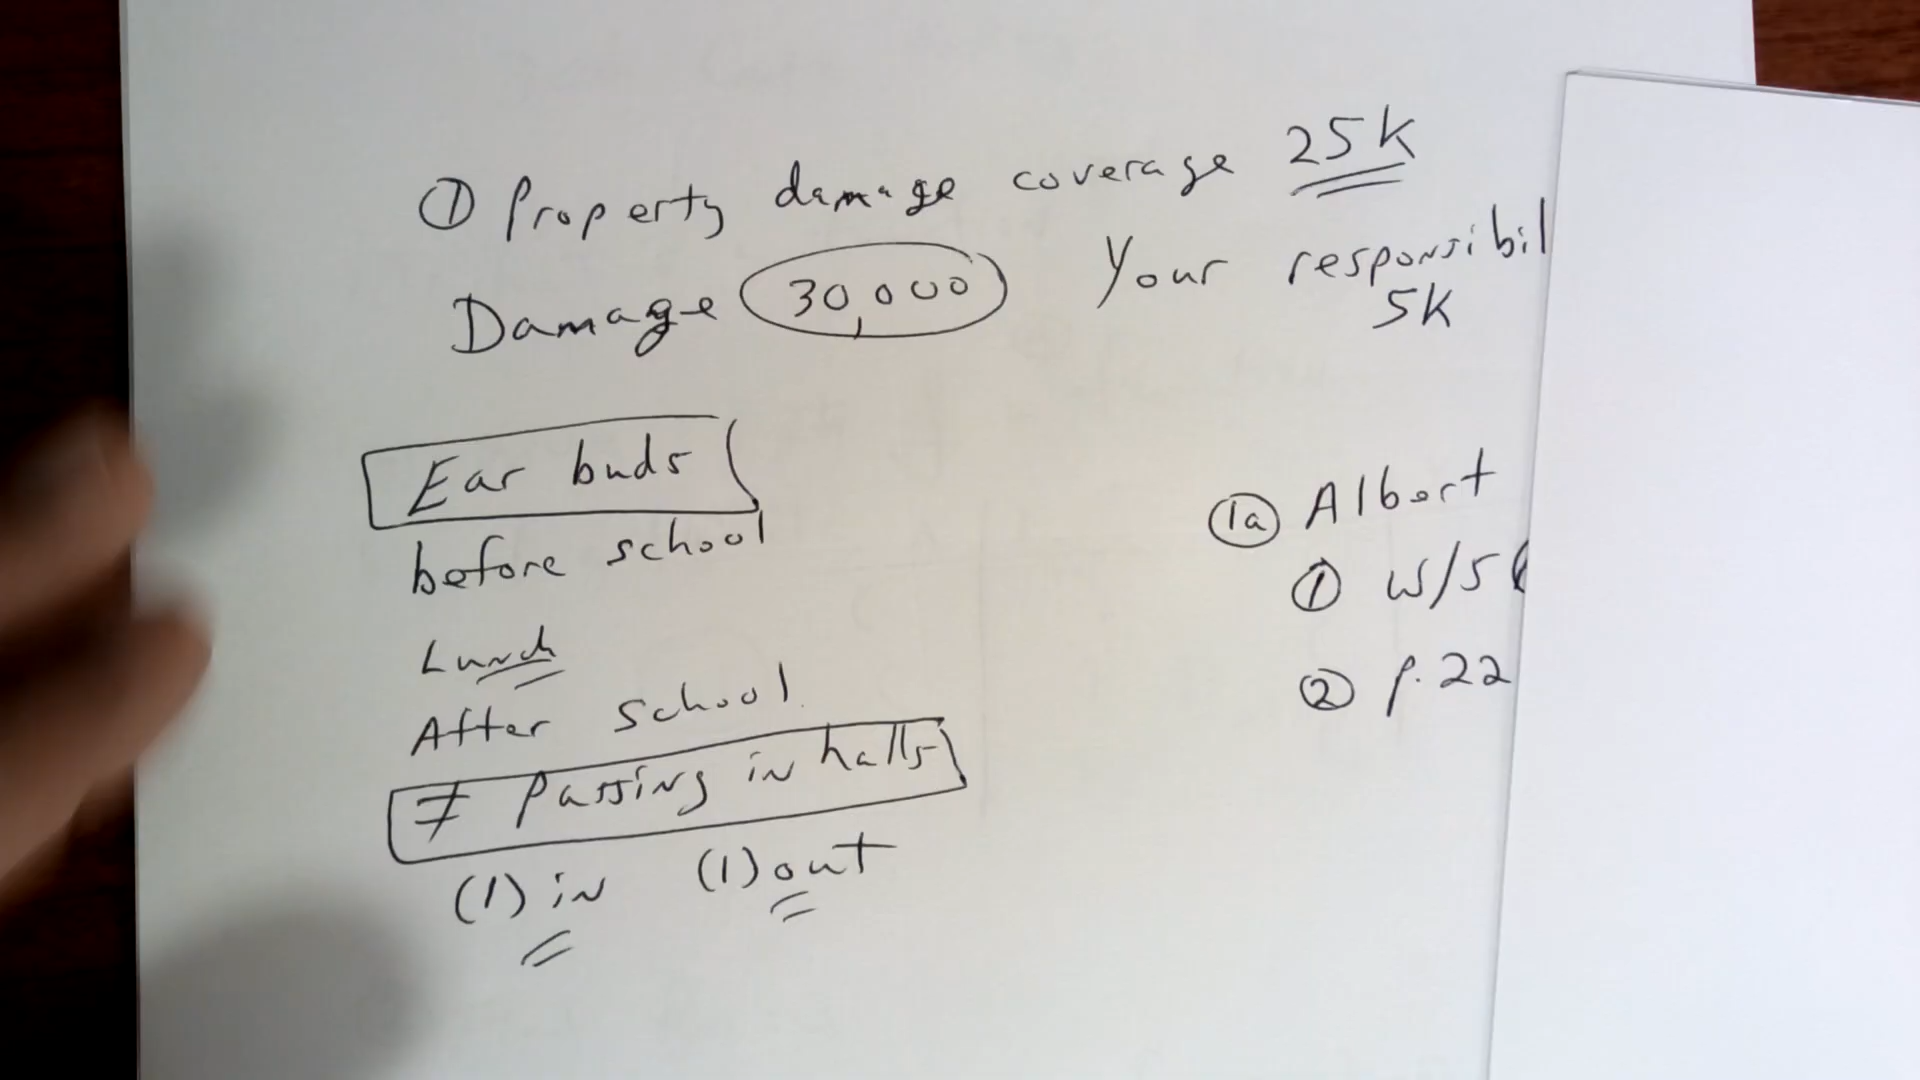 ① Property damage coverage 25K
Damage 30,000 Your responsibil
5K
Ear buds
before school
Lunch
After school
≠ Passing in halls
(1) in (1) out
1a Albert
① W/S
② p. 22